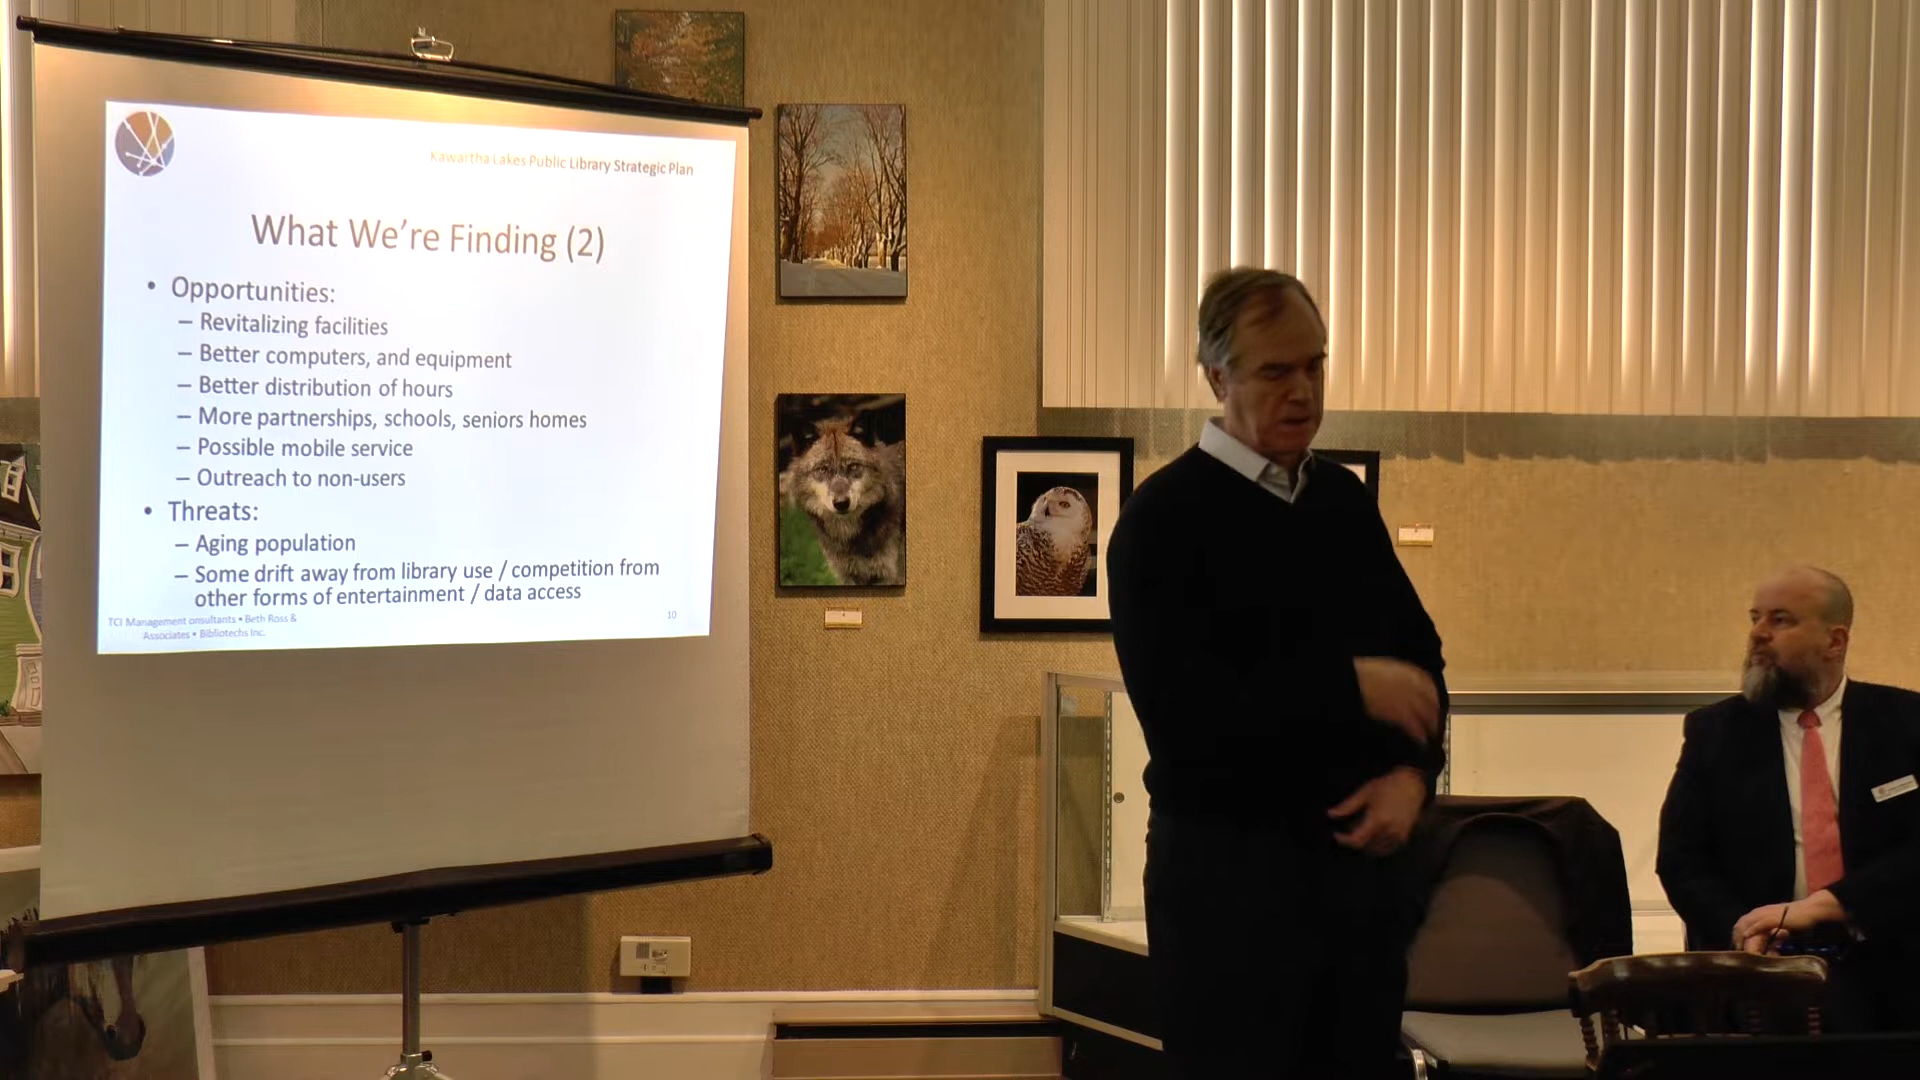 Kawartha Lakes Public Library Strategic Plan
What We're Finding (2)
• Opportunities:
– Revitalizing facilities
– Better computers, and equipment
– Better distribution of hours
– More partnerships, schools, seniors homes
– Possible mobile service
– Outreach to non-users
• Threats:
– Aging population
– Some drift away from library use / competition from
other forms of entertainment / data access
TCI Management onsultants • Beth Ross &
Associates • Bibliotechs Inc.
10